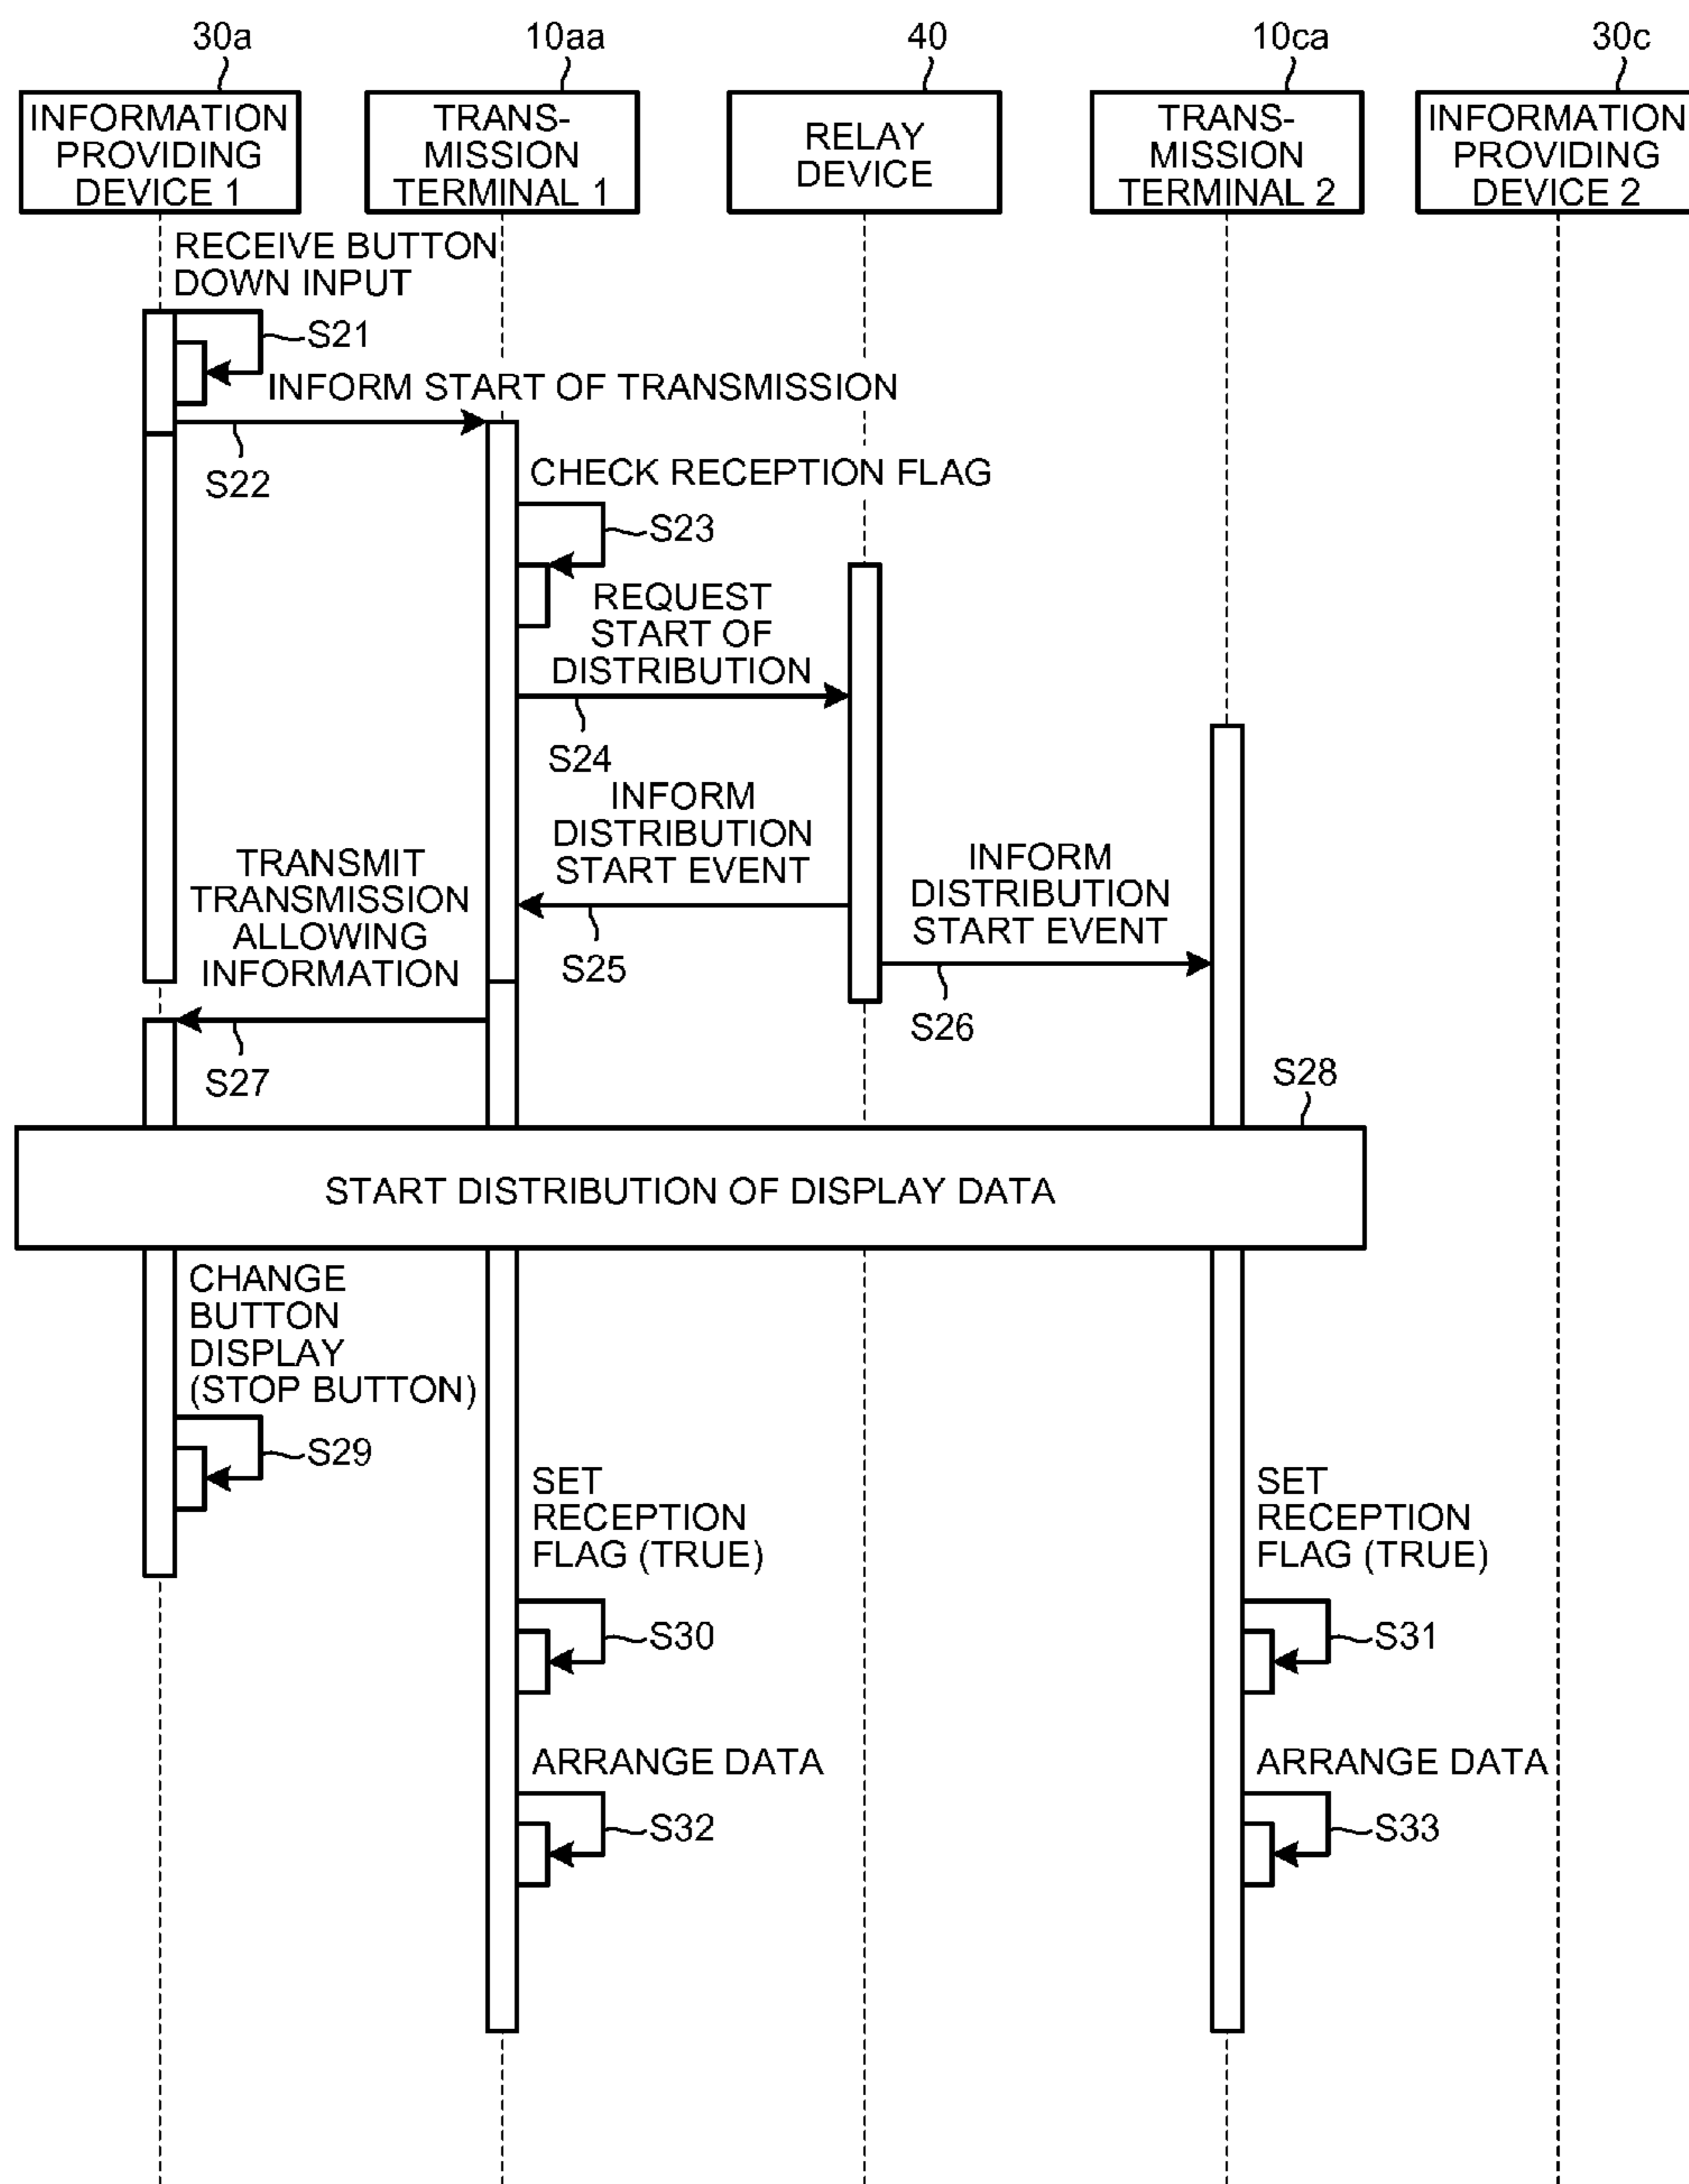 30a
10aa
40
10ca
30c
INFORMATION
PROVIDING
DEVICE 1
TRANS-
MISSION
TERMINAL 1
RELAY
DEVICE
TRANS-
MISSION
TERMINAL 2
INFORMATION
PROVIDING
DEVICE 2
RECEIVE BUTTON
DOWN INPUT
S21
INFORM START OF TRANSMISSION
S22
CHECK RECEPTION FLAG
S23
REQUEST
START OF
DISTRIBUTION
S24
INFORM
DISTRIBUTION
START EVENT
S25
INFORM
DISTRIBUTION
START EVENT
S26
TRANSMIT
TRANSMISSION
ALLOWING
INFORMATION
S27
S28
START DISTRIBUTION OF DISPLAY DATA
CHANGE
BUTTON
DISPLAY
(STOP BUTTON)
S29
SET
RECEPTION
FLAG (TRUE)
S30
SET
RECEPTION
FLAG (TRUE)
S31
ARRANGE DATA
S32
ARRANGE DATA
S33